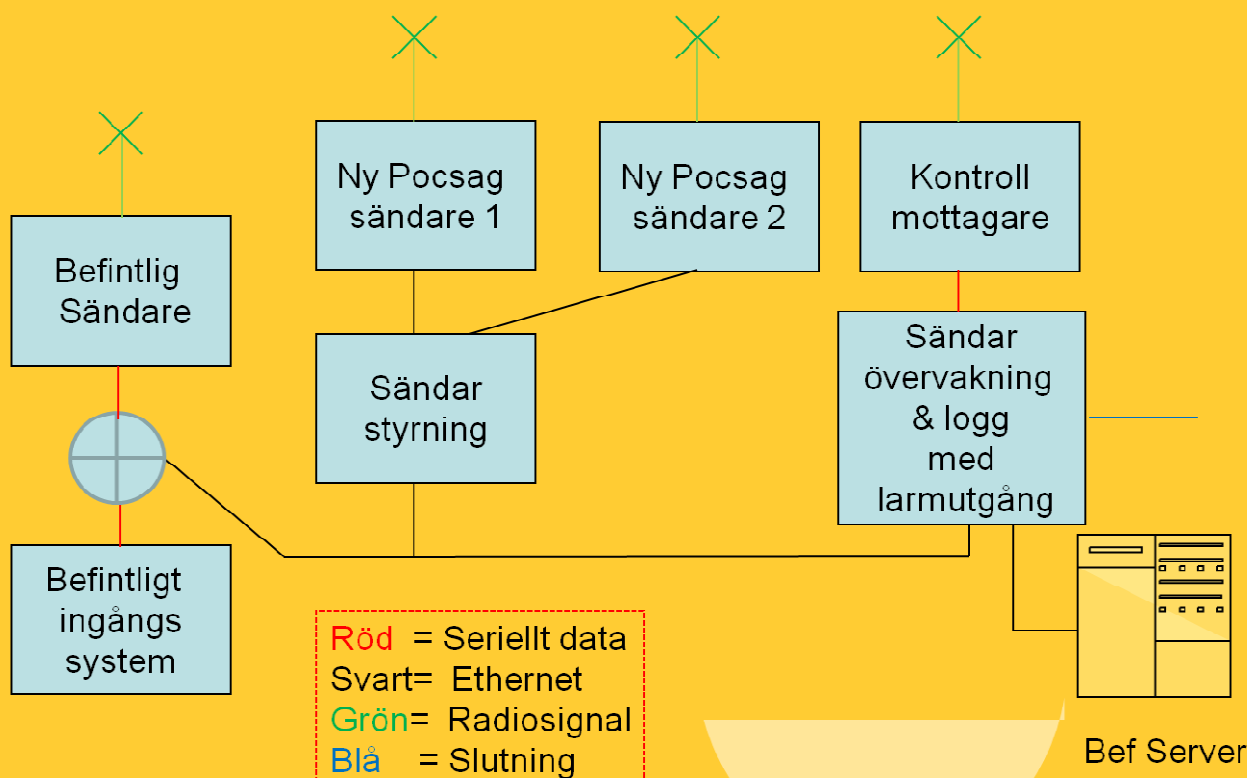 Ny Pocsag
sändare 1
Ny Pocsag
sändare 2
Kontroll
mottagare
Befintlig
Sändare
Sändar
styrning
Sändar
övervakning
& logg
med
larmutgång
Befintligt
ingångs
system
Röd = Seriellt data
Svart= Ethernet
Grön= Radiosignal
Blå = Slutning
Bef Server